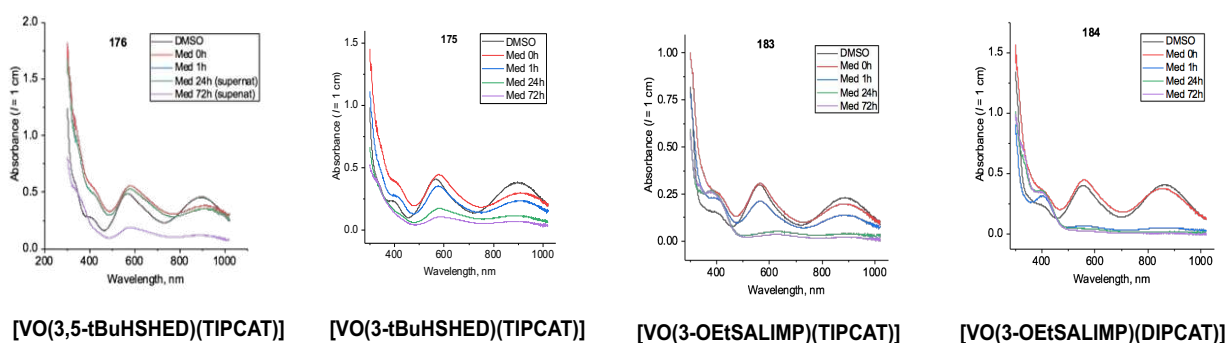 176
DMSO
Med 0h
Med 1h
Med 24h (supernat)
Med 72h (supenat)
Absorbance (l = 1 cm)
2.0
1.5
1.0
0.5
0.0
200 400 600 800 1000
Wavelength, nm
[VO(3,5-tBuHSHED)(TIPCAT)]
175
DMSO
Med 0h
Med 1h
Med 24h
Med 72h
Absorbance (l = 1 cm)
1.5
1.0
0.5
0.0
400 600 800 1000
Wavelength, nm
[VO(3-tBuHSHED)(TIPCAT)]
183
DMSO
Med 0h
Med 1h
Med 24h
Med 72h
Absorbance (l = 1 cm)
1.00
0.75
0.50
0.25
0.00
400 600 800 1000
Wavelength, nm
[VO(3-OEtSALIMP)(TIPCAT)]
184
DMSO
Med 0h
Med 1h
Med 24h
Med 72h
Absorbance (l = 1 cm)
1.5
1.0
0.5
0.0
400 600 800 1000
Wavelength, nm
[VO(3-OEtSALIMP)(DIPCAT)]